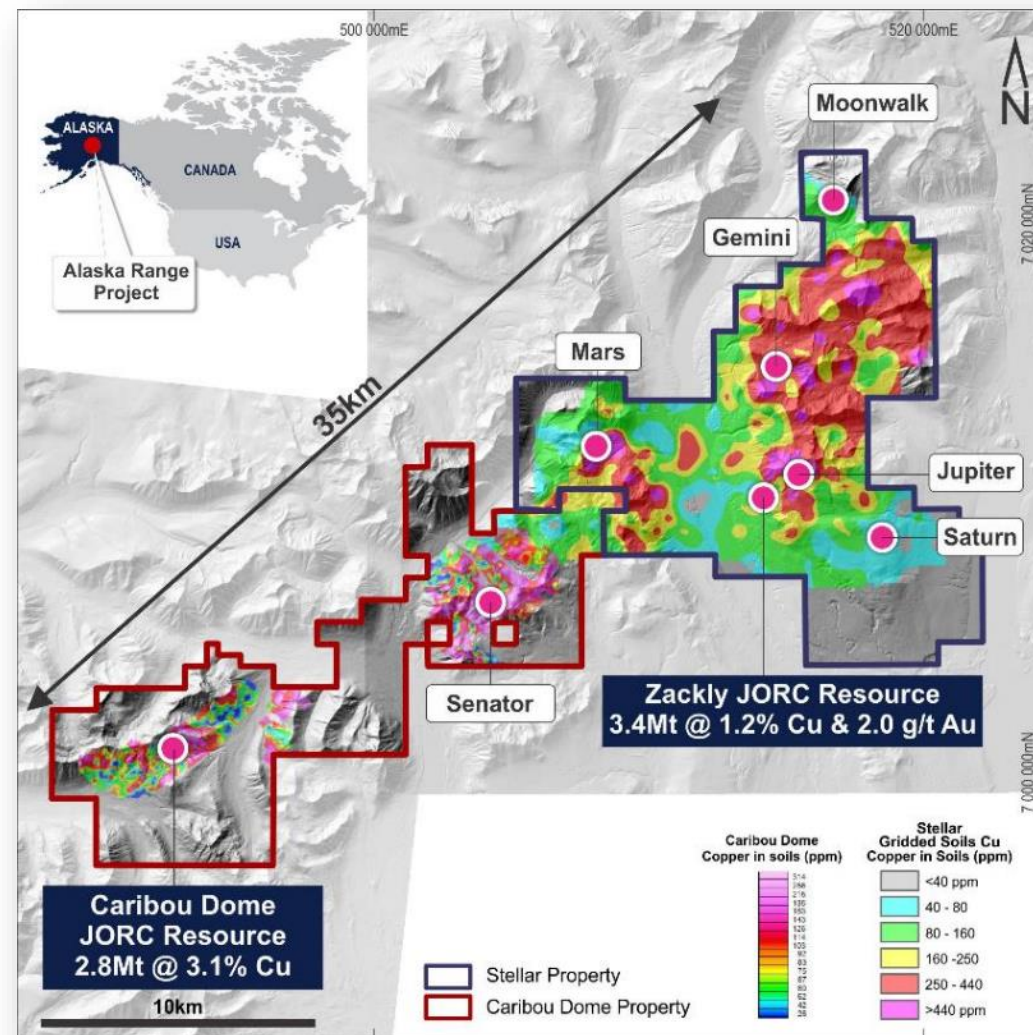 500 000mE
520 000mE
N
7 020 000mN
7 000 000mN
ALASKA
CANADA
USA
Alaska Range
Project
35km
Moonwalk
Gemini
Mars
Jupiter
Saturn
Senator
Zackly JORC Resource
3.4Mt @ 1.2% Cu & 2.0 g/t Au
Caribou Dome
JORC Resource
2.8Mt @ 3.1% Cu
10km
Stellar Property
Caribou Dome Property
Caribou Dome
Copper in soils (ppm)
Stellar
Gridded Soils Cu
Copper in Soils (ppm)
<40 ppm
40 - 80
80 - 160
160 -250
250 - 440
>440 ppm